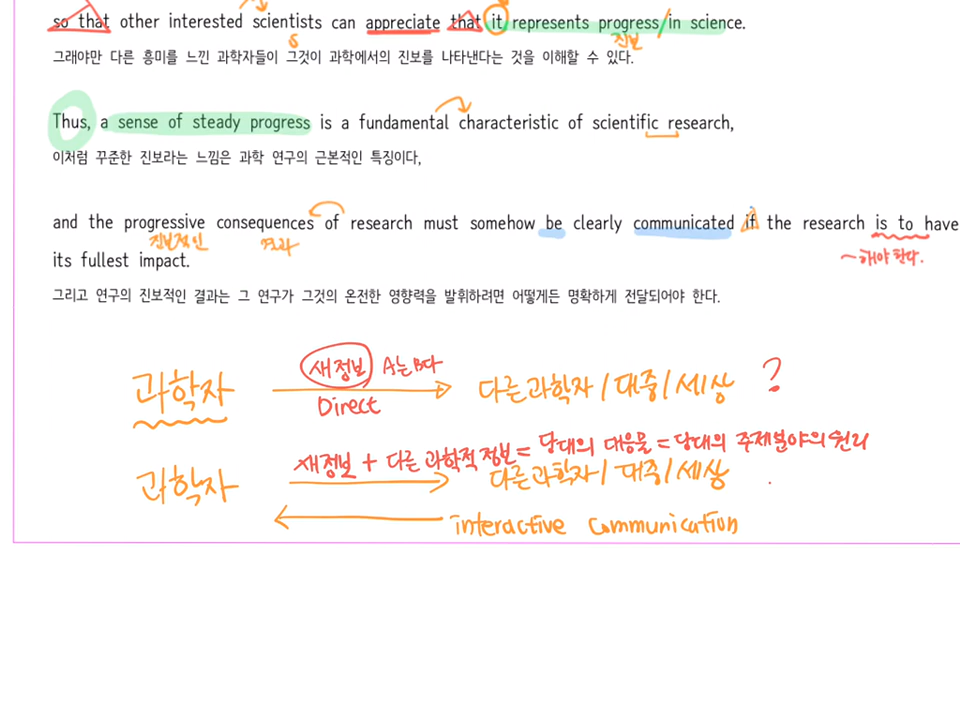 so that other interested scientists can appreciate that it represents progress/in science.
s
진보
그래야만 다른 흥미를 느낀 과학자들이 그것이 과학에서의 진보를 나타낸다는 것을 이해할 수 있다.
Thus, a sense of steady progress is a fundamental characteristic of scientific research,
이처럼 꾸준한 진보라는 느낌은 과학 연구의 근본적인 특징이다,
and the progressive consequences of research must somehow be clearly communicated if the research is to have
진보적인 결과
its fullest impact.
~해야 한다.
그리고 연구의 진보적인 결과는 그 연구가 그것의 온전한 영향력을 발휘하려면 어떻게든 명확하게 전달되어야 한다.
새정보 A는 B다
과학자 다른 과학자 / 대중 / 세상 ?
Direct
새정보 + 다른 과학적 정보 = 당대의 대응물 = 당대의 주제분야의 원리
과학자 다른 과학자 / 대중 / 세상
interactive communication